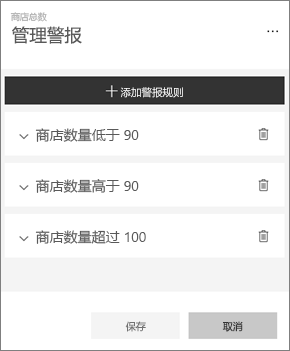 商店总数
管理警报
...
+ 添加警报规则
商店数量低于 90
商店数量高于 90
商店数量超过 100
保存
取消